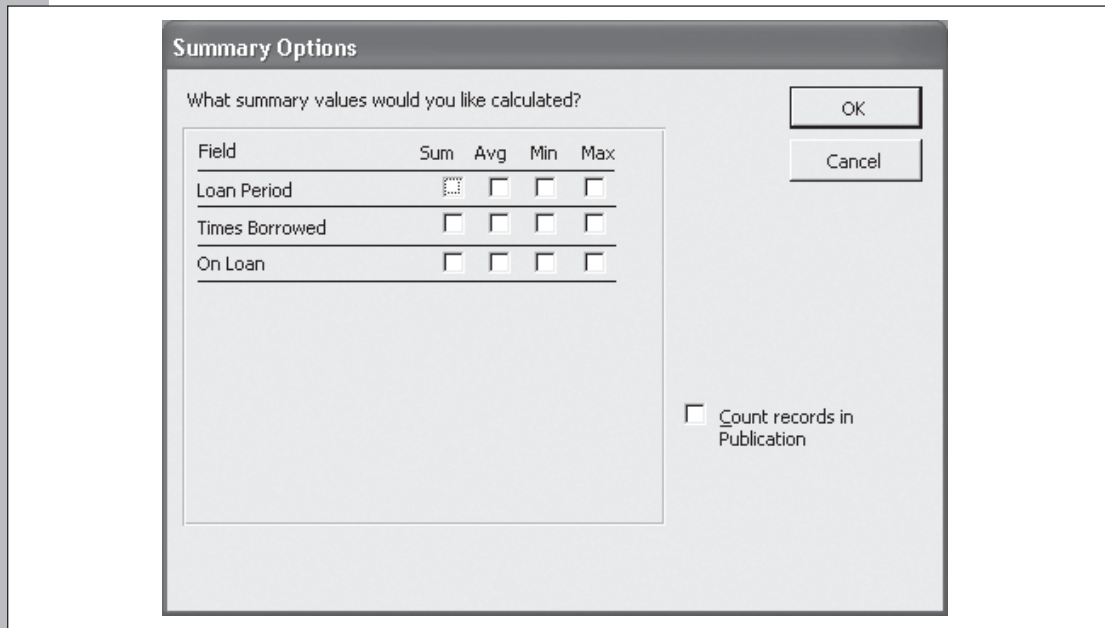 Summary Options
What summary values would you like calculated?
OK
Cancel
Field Sum Avg Min Max
Loan Period
Times Borrowed
On Loan
Count records in
Publication